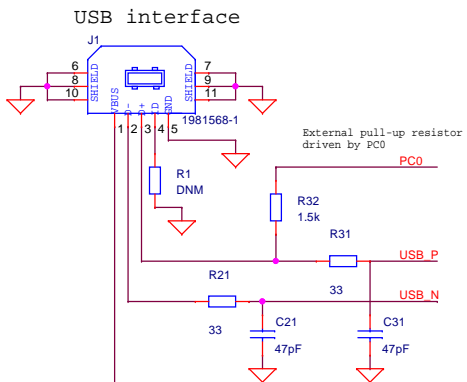 USB interface
J1
6
8
10
SHIELD
SHIELD
7
9
11
VBUS
D-
D+
ID
GND
1981568-1
1
2
3
4
5
External pull-up resistor
driven by PC0
PC0
R1
DNM
R32
1.5k
R31
33
USB_P
R21
33
USB_N
C21
47pF
C31
47pF